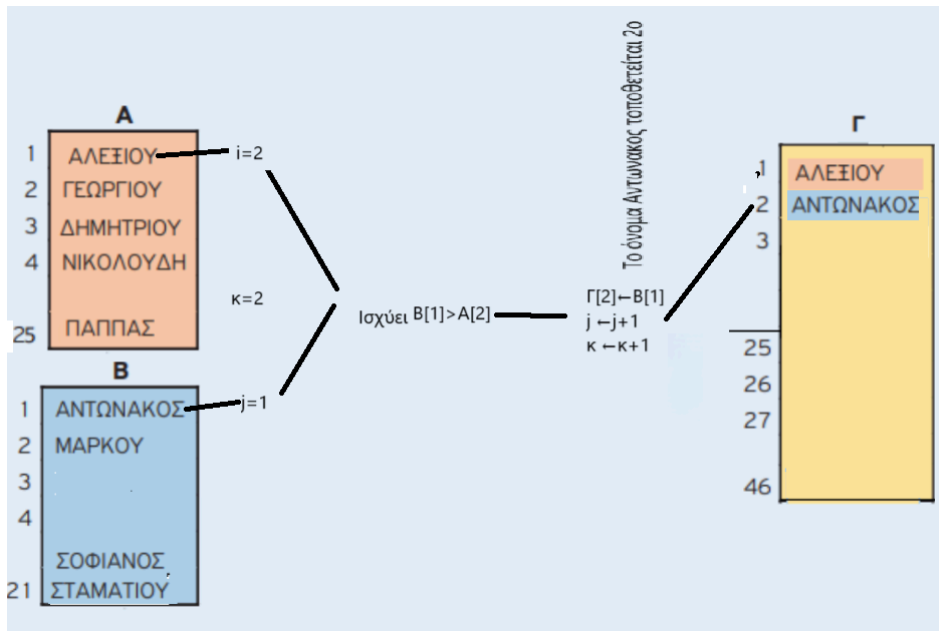 Α
1 ΑΛΕΞΙΟΥ
2 ΓΕΩΡΓΙΟΥ
3 ΔΗΜΗΤΡΙΟΥ
4 ΝΙΚΟΛΟΥΔΗ
25 ΠΑΠΠΑΣ
Β
1 ΑΝΤΩΝΑΚΟΣ
2 ΜΑΡΚΟΥ
3
4
ΣΟΦΙΑΝΟΣ
21 ΣΤΑΜΑΤΙΟΥ
i=2
κ=2
j=1
Ισχύει Β[1]>Α[2]
Το όνομα Αντωνακος τοποθετείται 2ο
Γ[2]←Β[1]
j ←j+1
κ ←κ+1
Γ
1 ΑΛΕΞΙΟΥ
2 ΑΝΤΩΝΑΚΟΣ
3
25
26
27
46